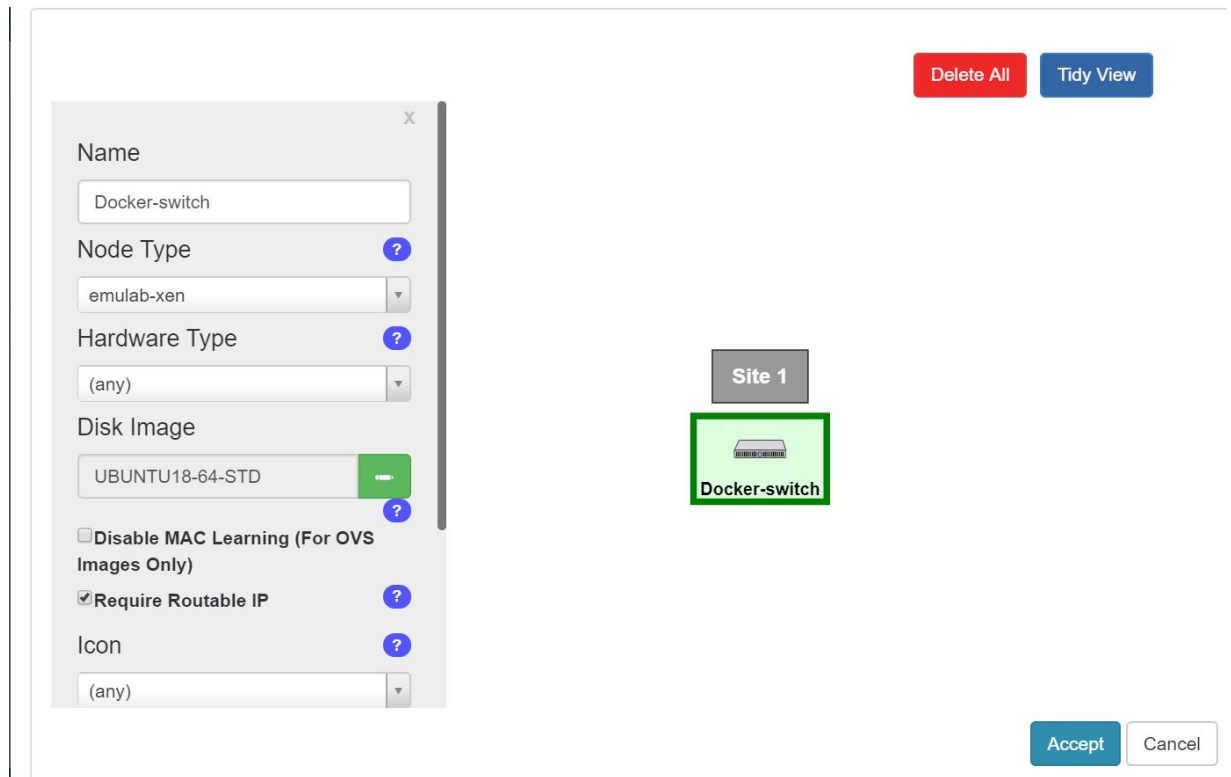 Delete All
Tidy View
x
Name
Docker-switch
Node Type
?
emulab-xen
Hardware Type
?
(any)
Disk Image
UBUNTU18-64-STD
?
Disable MAC Learning (For OVS
Images Only)
Require Routable IP
?
Icon
?
(any)
Site 1
Docker-switch
Accept
Cancel